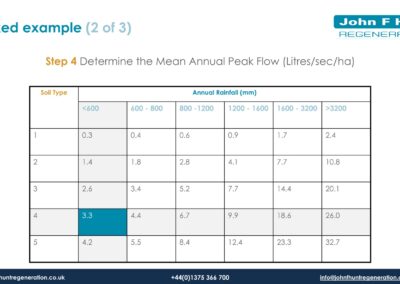 ked example (2 of 3)
John F H
REGENERA
Step 4 Determine the Mean Annual Peak Flow (Litres/sec/ha)
Soil Type Annual Rainfall (mm)
<600 600 - 800 800 -1200 1200 - 1600 1600 - 3200 >3200
1 0.3 0.4 0.6 0.9 1.7 2.4
2 1.4 1.8 2.8 4.1 7.7 10.8
3 2.6 3.4 5.2 7.7 14.4 20.1
4 3.3 4.4 6.7 9.9 18.6 26.0
5 4.2 5.5 8.4 12.4 23.3 32.7
huntregeneration.co.uk +44(0)1375 366 700 info@johnfhuntregeneration.co